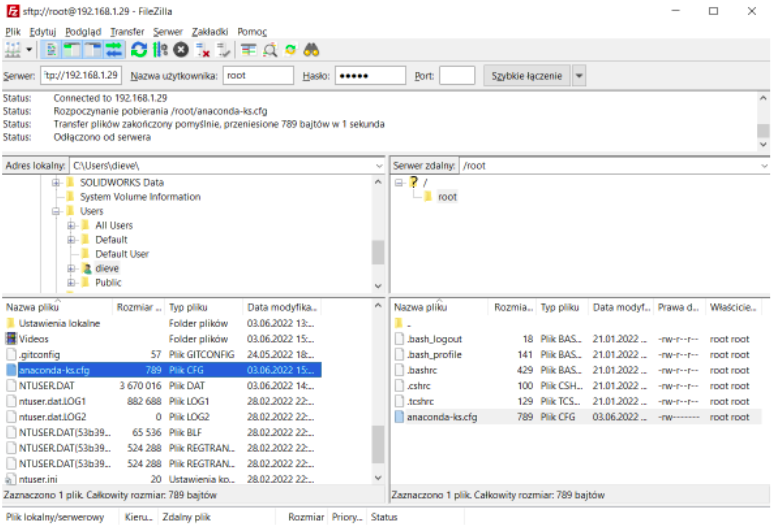 sftp://root@192.168.1.29 - FileZilla
Plik Edytuj Podgląd Transfer Serwer Zakładki Pomoc
Serwer: tp://192.168.1.29 Nazwa użytkownika: root Hasło: ●●●●● Port: Szybkie łączenie
Status: Connected to 192.168.1.29
Status: Rozpoczynanie pobierania /root/anaconda-ks.cfg
Status: Transfer plików zakończony pomyślnie, przeniesione 789 bajtów w 1 sekunda
Status: Odłączono od serwera
Adres lokalny: C:\Users\dieve\
SOLIDWORKS Data
System Volume Information
Users
All Users
Default
Default User
dieve
Public
Serwer zdalny: /root
/
root
Nazwa pliku Rozmiar ... Typ pliku Data modyfika...
Ustawienia lokalne Folder plików 03.06.2022 13:...
Videos Folder plików 03.06.2022 15:...
.gitconfig 57 Plik GITCONFIG 24.05.2022 18:...
anaconda-ks.cfg 789 Plik CFG 03.06.2022 15:...
NTUSER.DAT 3 670 016 Plik DAT 03.06.2022 14:...
ntuser.dat.LOG1 882 688 Plik LOG1 28.02.2022 22:...
ntuser.dat.LOG2 0 Plik LOG2 28.02.2022 22:...
NTUSER.DAT{53b39... 65 536 Plik BLF 28.02.2022 22:...
NTUSER.DAT{53b39... 524 288 Plik REGTRAN... 28.02.2022 22:...
NTUSER.DAT{53b39... 524 288 Plik REGTRAN... 28.02.2022 22:...
ntuser.ini 20 Ustawienia ko... 28.02.2022 22:...
Zaznaczono 1 plik. Całkowity rozmiar: 789 bajtów
Nazwa pliku Rozmia... Typ pliku Data modyf... Prawa d... Właścicie...
..
.bash_logout 18 Plik BAS... 21.01.2022 ... -rw-r--r-- root root
.bash_profile 141 Plik BAS... 21.01.2022 ... -rw-r--r-- root root
.bashrc 429 Plik BAS... 21.01.2022 ... -rw-r--r-- root root
.cshrc 100 Plik CSH... 21.01.2022 ... -rw-r--r-- root root
.tcshrc 129 Plik TCS... 21.01.2022 ... -rw-r--r-- root root
anaconda-ks.cfg 789 Plik CFG 03.06.2022 ... -rw------- root root
Zaznaczono 1 plik. Całkowity rozmiar: 789 bajtów
Plik lokalny/serwerowy Kieru... Zdalny plik Rozmiar Priory... Status